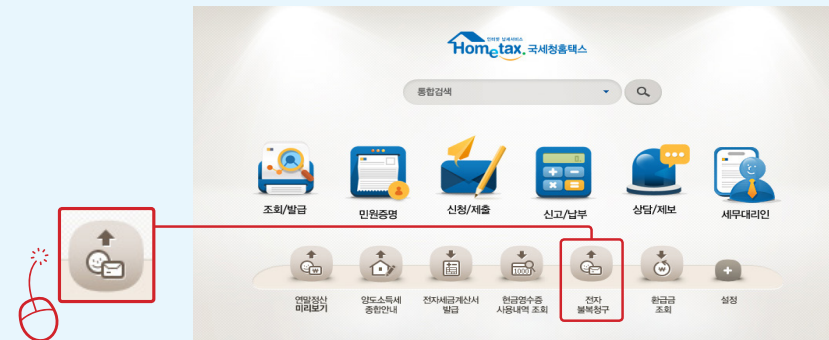 인터넷 납세서비스
Hometax. 국세청홈택스
통합검색
조회/발급
민원증명
신청/제출
신고/납부
상담/제보
세무대리인
연말정산
미리보기
양도소득세
종합안내
전자세금계산서
발급
현금영수증
사용내역 조회
전자
불복청구
환급금
조회
설정